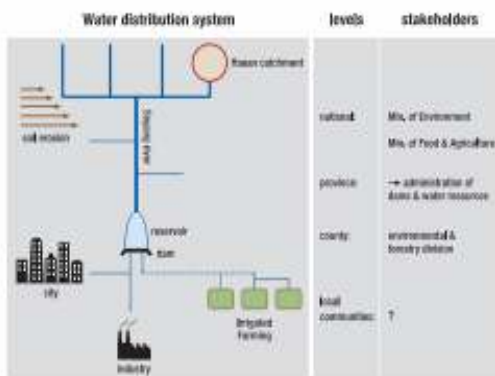 Water distribution system
levels
stakeholders
catchment
soil erosion
river
reservoir
dam
city
industry
Irrigated
Farming
national:
Min. of Environment
Min. of Food & Agriculture
province:
→ administration of
dams & water resources
county:
environmental &
forestry division
local
communities:
?